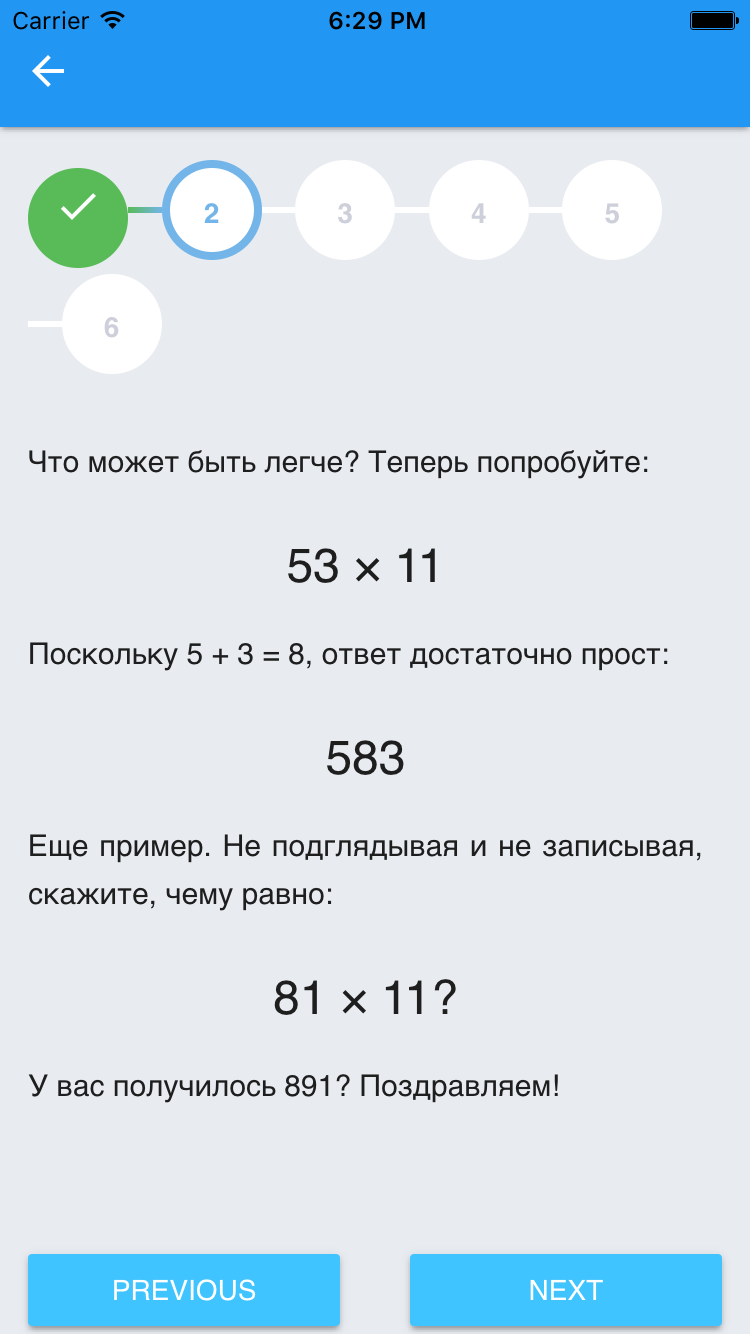 Carrier 6:29 PM
2 3 4 5
6
Что может быть легче? Теперь попробуйте:
53 × 11
Поскольку 5 + 3 = 8, ответ достаточно прост:
583
Еще пример. Не подглядывая и не записывая,
скажите, чему равно:
81 × 11?
У вас получилось 891? Поздравляем!
PREVIOUS NEXT